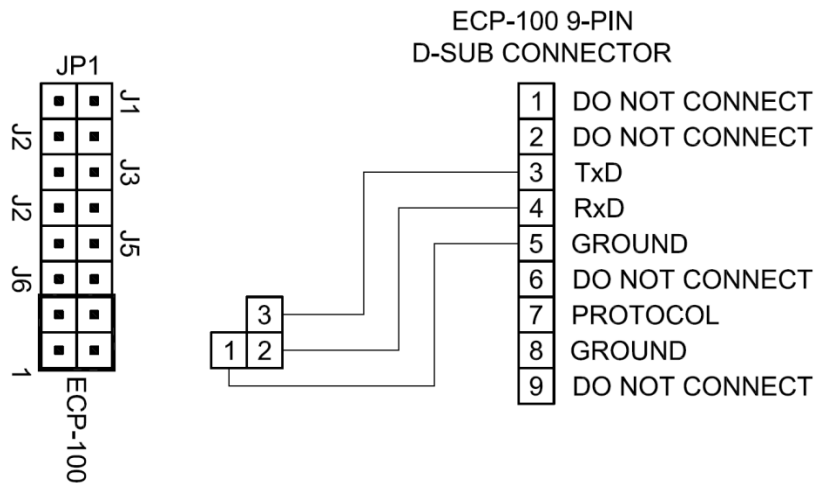 ECP-100 9-PIN
D-SUB CONNECTOR
JP1
J1
J2
J3
J2
J5
J6
1
ECP-100
3
1 2
1 DO NOT CONNECT
2 DO NOT CONNECT
3 TxD
4 RxD
5 GROUND
6 DO NOT CONNECT
7 PROTOCOL
8 GROUND
9 DO NOT CONNECT